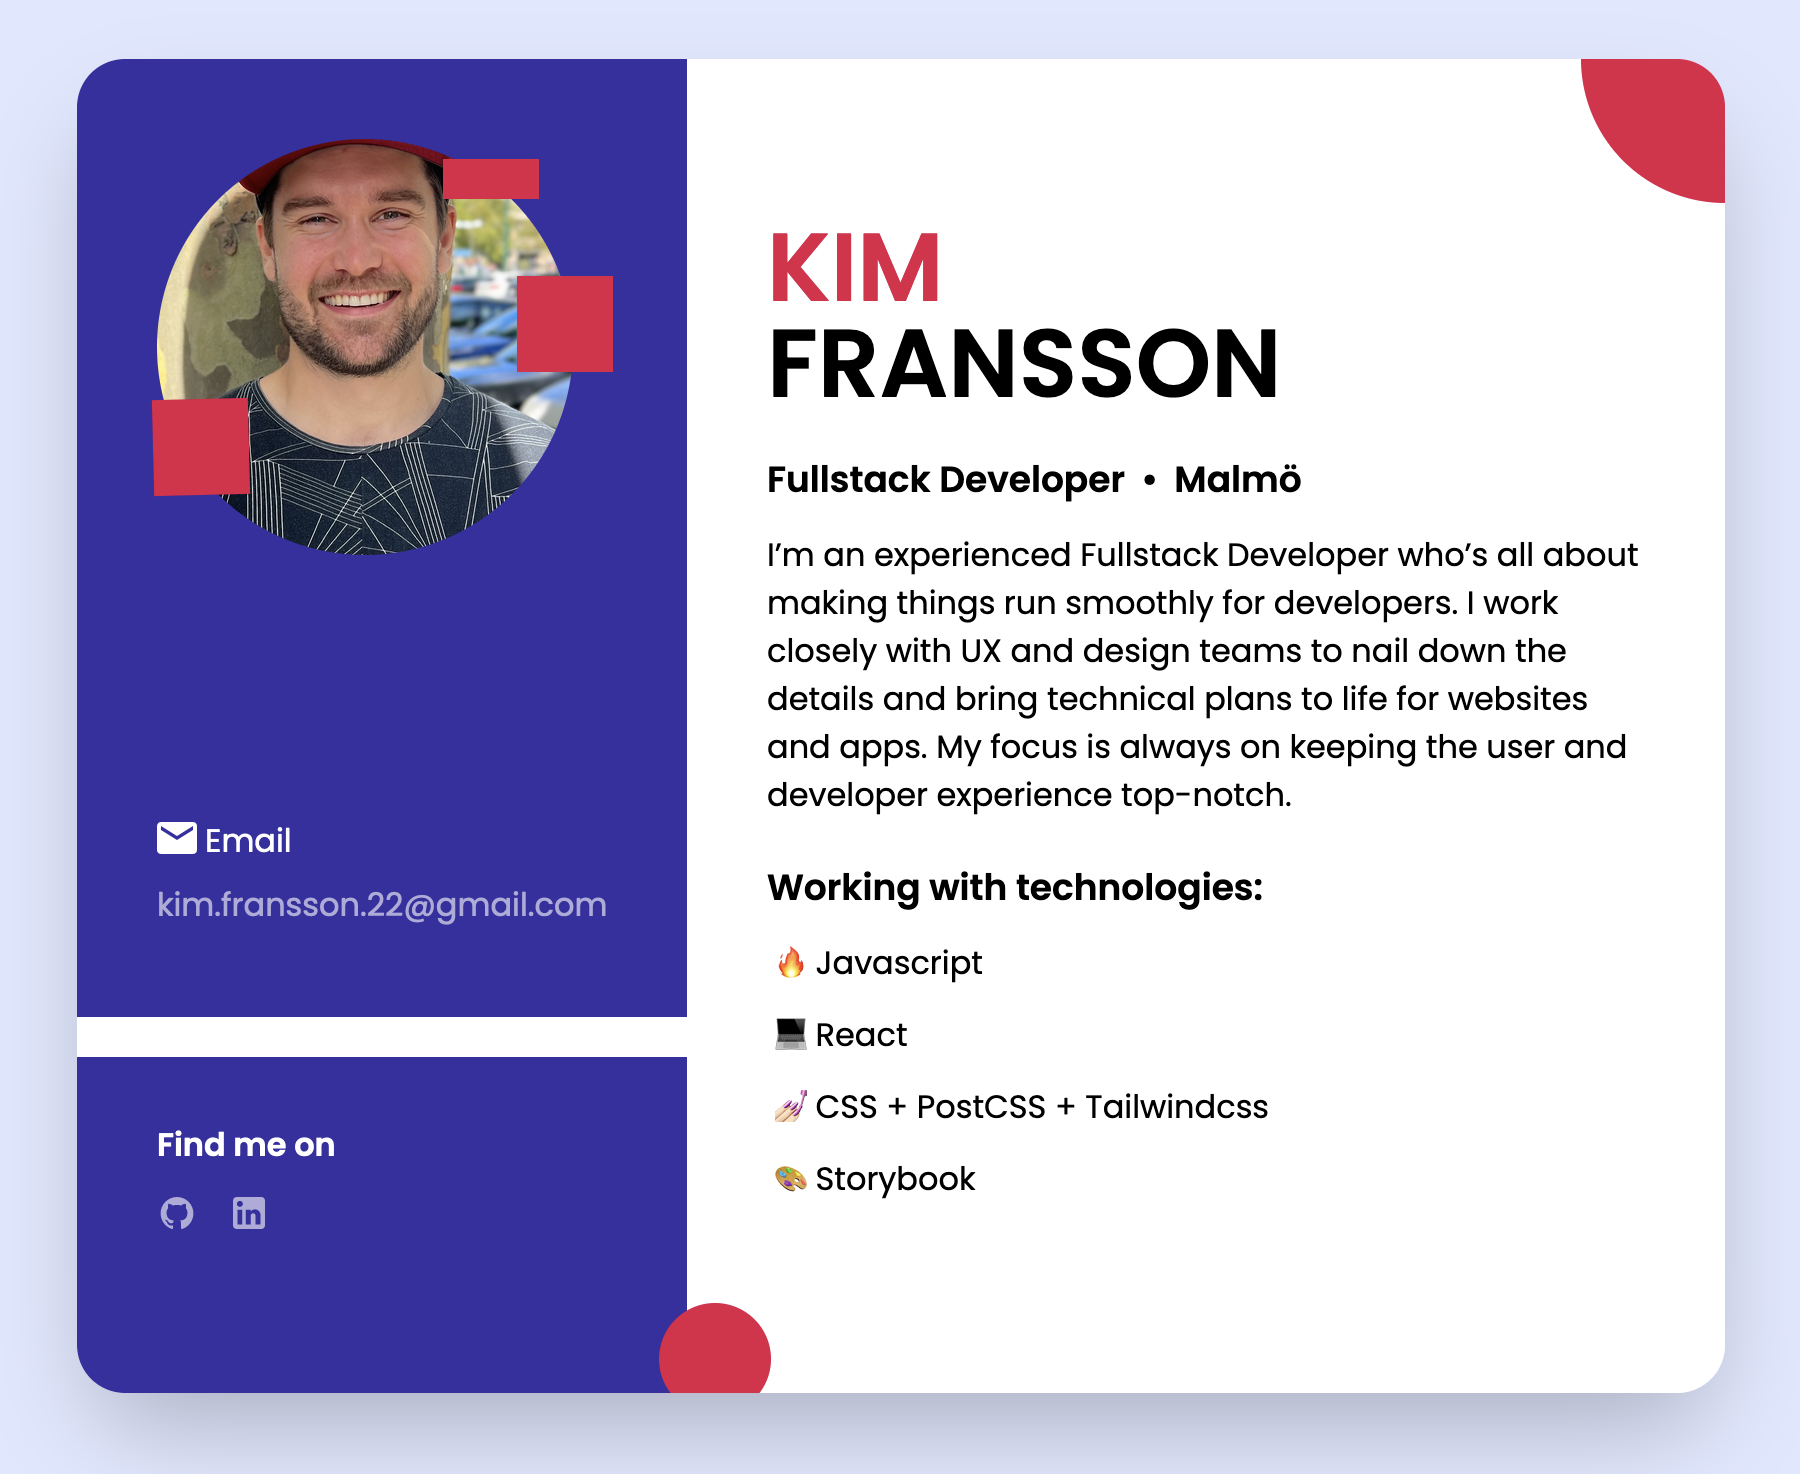 Email
kim.fransson.22@gmail.com
Find me on
in
KIM
FRANSSON
Fullstack Developer • Malmö
I’m an experienced Fullstack Developer who’s all about
making things run smoothly for developers. I work
closely with UX and design teams to nail down the
details and bring technical plans to life for websites
and apps. My focus is always on keeping the user and
developer experience top-notch.
Working with technologies:
🔥 Javascript
💻 React
💅🏻 CSS + PostCSS + Tailwindcss
🎨 Storybook